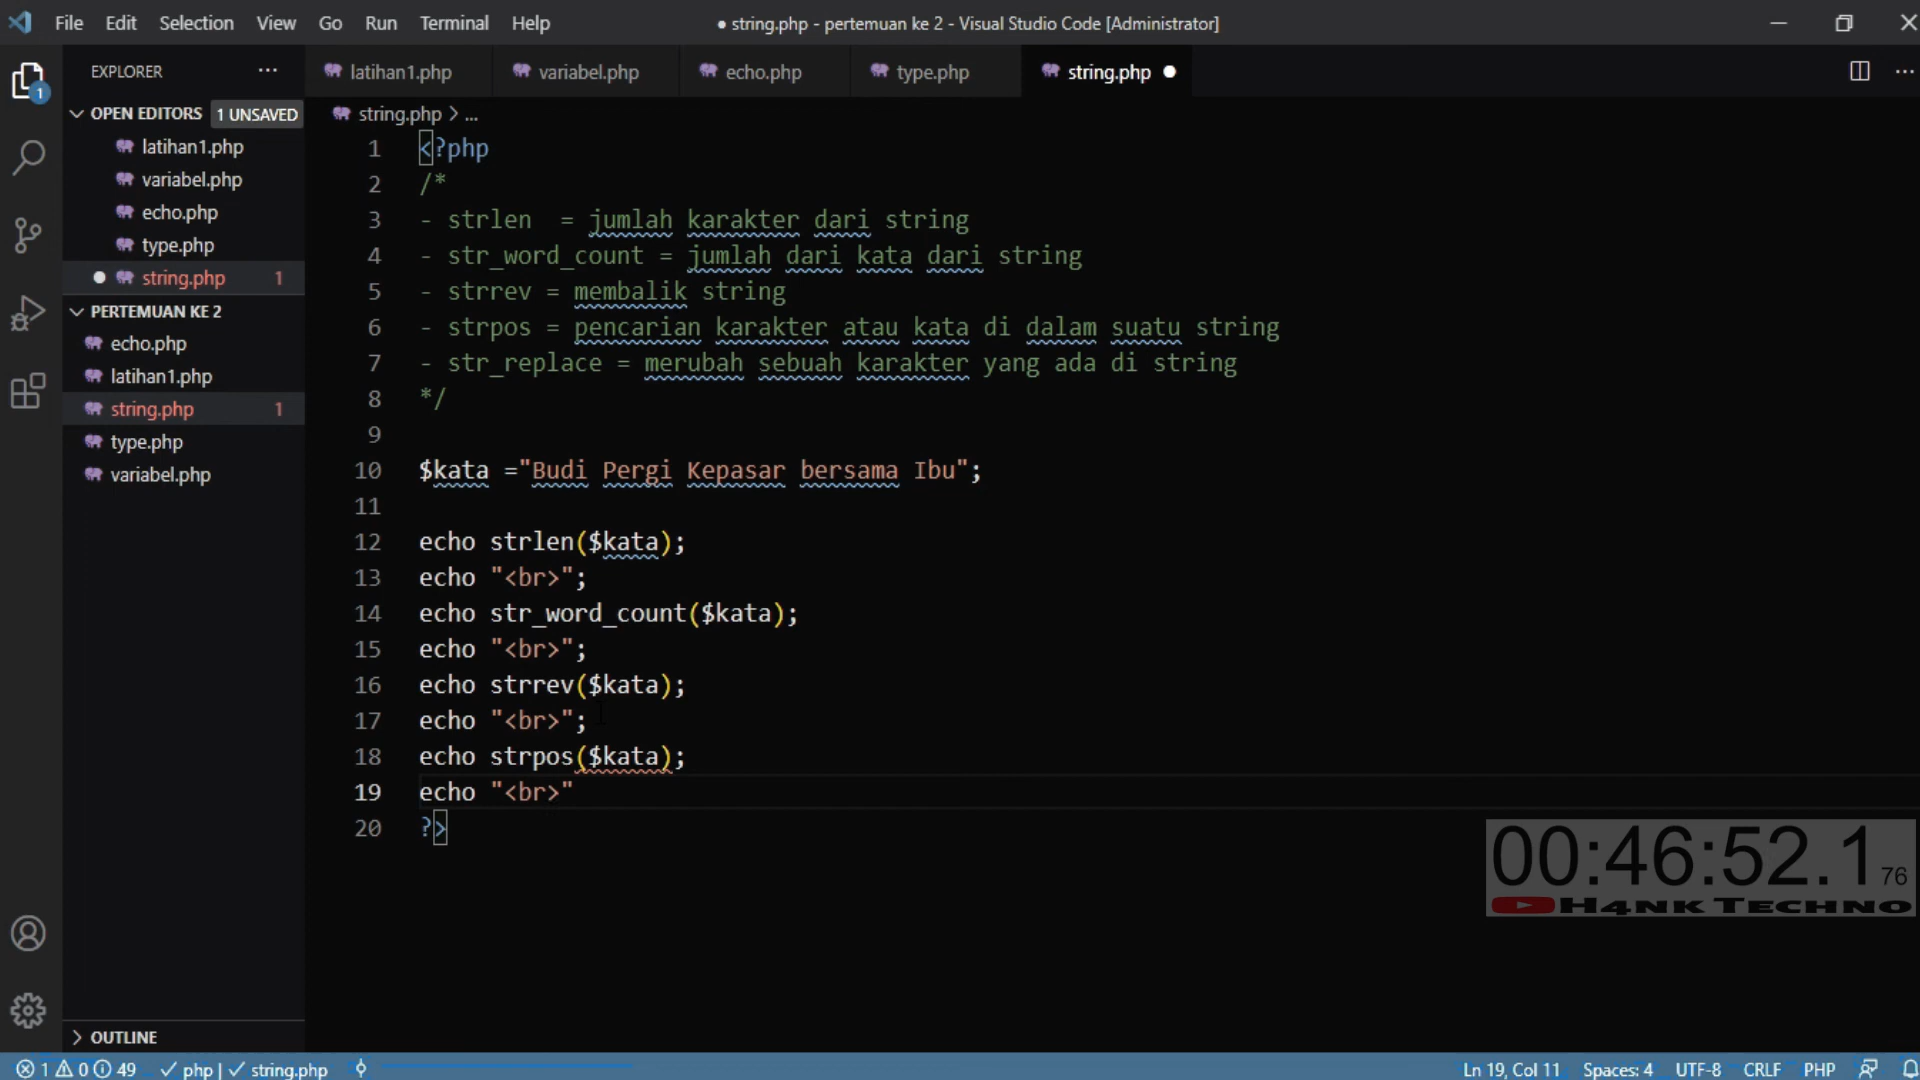 File Edit Selection View Go Run Terminal Help
● string.php - pertemuan ke 2 - Visual Studio Code [Administrator]
EXPLORER ...
latihan1.php variabel.php echo.php type.php string.php ●
OPEN EDITORS 1 UNSAVED
latihan1.php
variabel.php
echo.php
type.php
string.php 1
PERTEMUAN KE 2
echo.php
latihan1.php
string.php 1
type.php
variabel.php
OUTLINE
1
string.php > ...
1 <?php
2 /*
3 - strlen  = jumlah karakter dari string
4 - str_word_count = jumlah dari kata dari string
5 - strrev = membalik string
6 - strpos = pencarian karakter atau kata di dalam suatu string
7 - str_replace = merubah sebuah karakter yang ada di string
8 */
9
10 $kata ="Budi Pergi Kepasar bersama Ibu";
11
12 echo strlen($kata);
13 echo "<br>";
14 echo str_word_count($kata);
15 echo "<br>";
16 echo strrev($kata);
17 echo "<br>";
18 echo strpos($kata);
19 echo "<br>"
20 ?>
00:46:52.176
H4NK TECHNO
1 0 49 php | string.php
Ln 19, Col 11 Spaces: 4 UTF-8 CRLF PHP